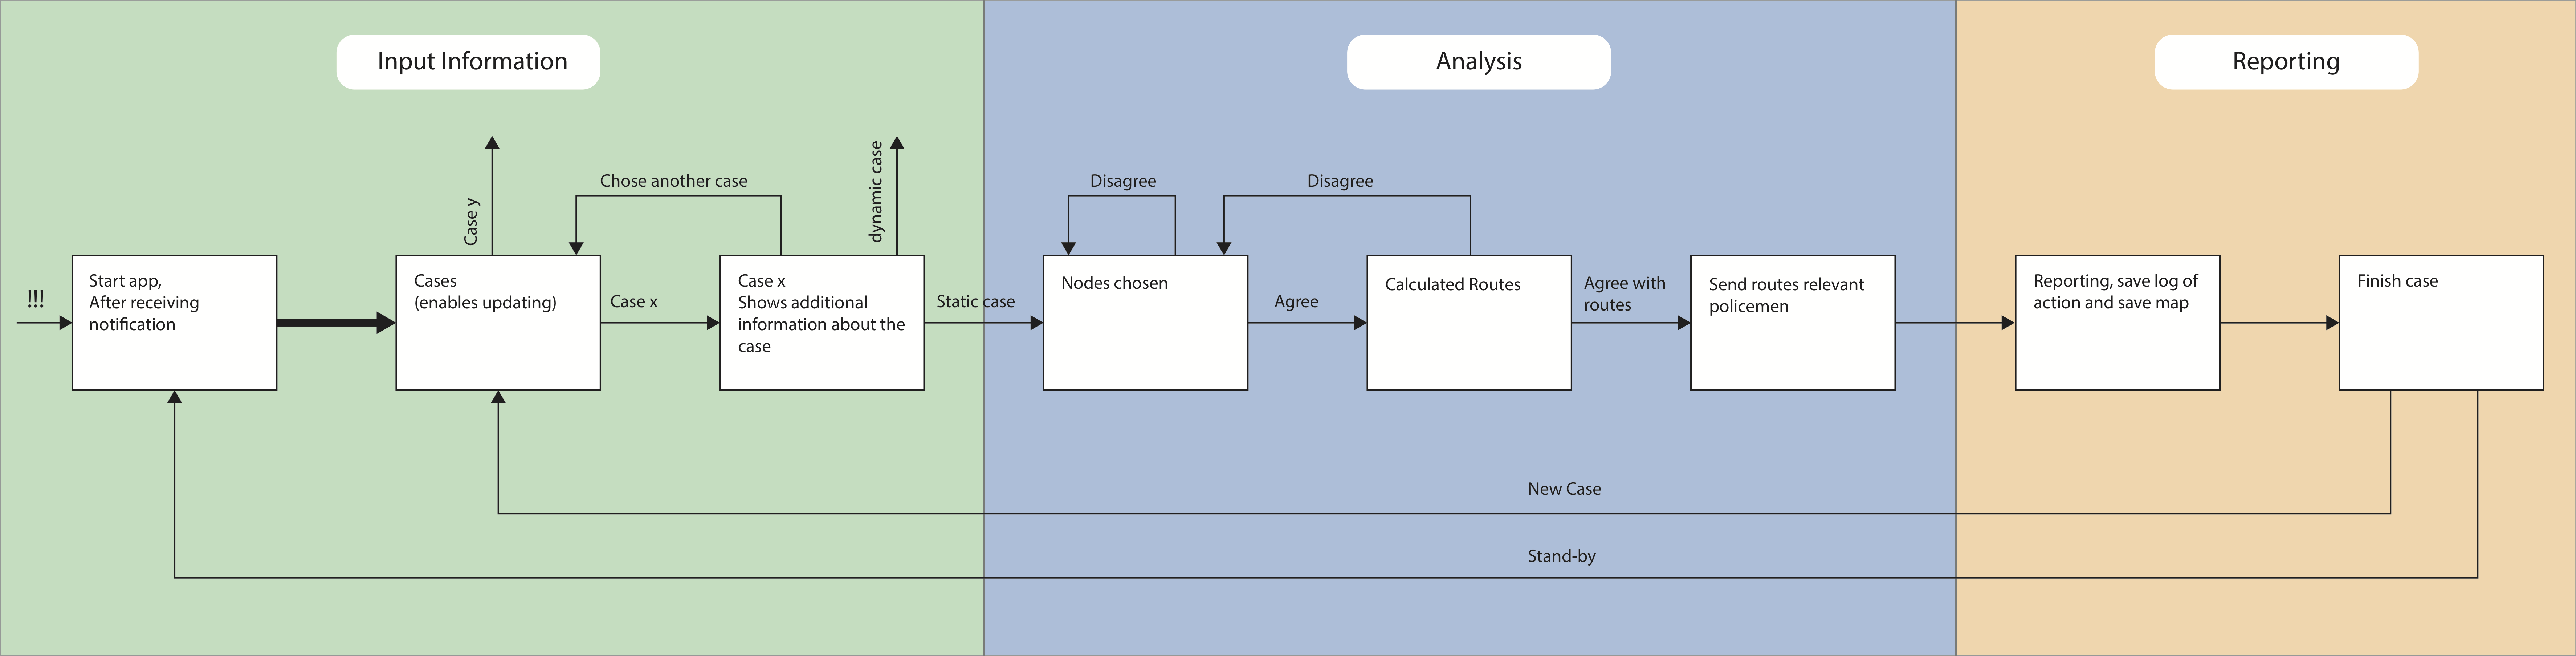 Input Information
Analysis
Reporting
!!!
Start app,
After receiving
notification
Case y
Cases
(enables updating)
Chose another case
Case x
dynamic case
Case x
Shows additional
information about the
case
Static case
Disagree
Nodes chosen
Agree
Disagree
Calculated Routes
Agree with
routes
Send routes relevant
policemen
Reporting, save log of
action and save map
Finish case
New Case
Stand-by